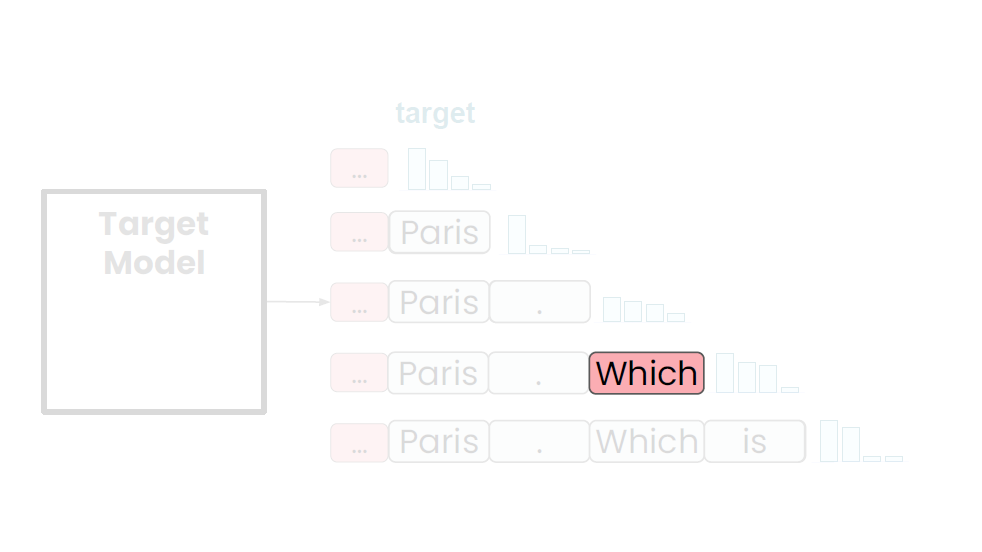 target
...
Target
Model
... Paris
... Paris .
... Paris . Which
... Paris . Which is